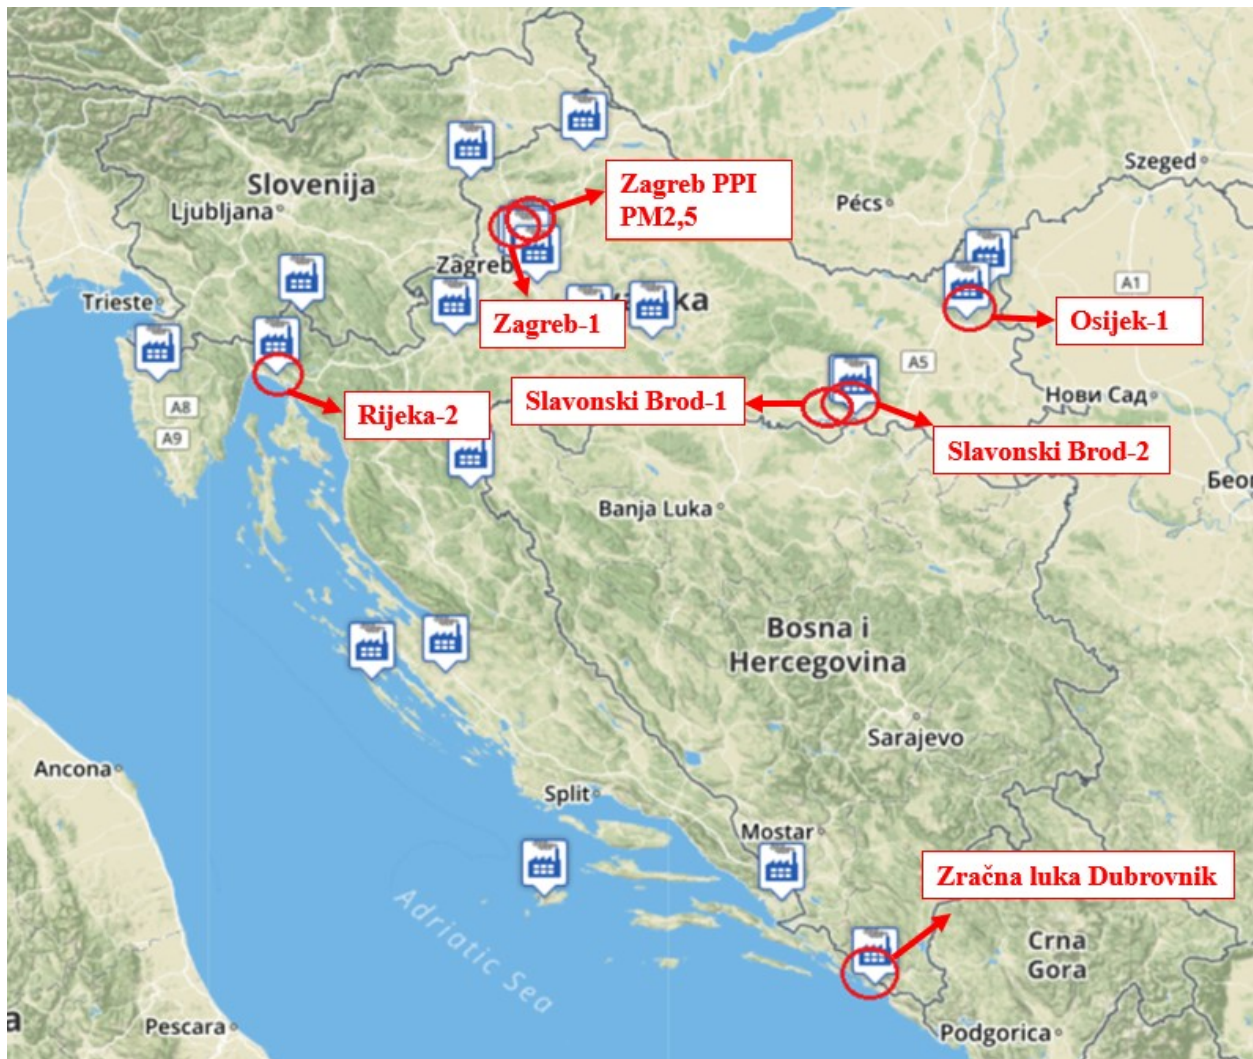 Szeged
Zagreb PPI
PM2,5
Slovenija
Pécs
Ljubljana
Zagreb
A1
Trieste
ka
Zagreb-1
Osijek-1
A5
Slavonski Brod-1
Нови Сад
A8
Rijeka-2
A9
Slavonski Brod-2
Бео
Banja Luka
Bosna i
Hercegovina
Sarajevo
Ancona
Split
Mostar
Zračna luka Dubrovnik
Adriatic Sea
Crna
Gora
a
Pescara
Podgorica